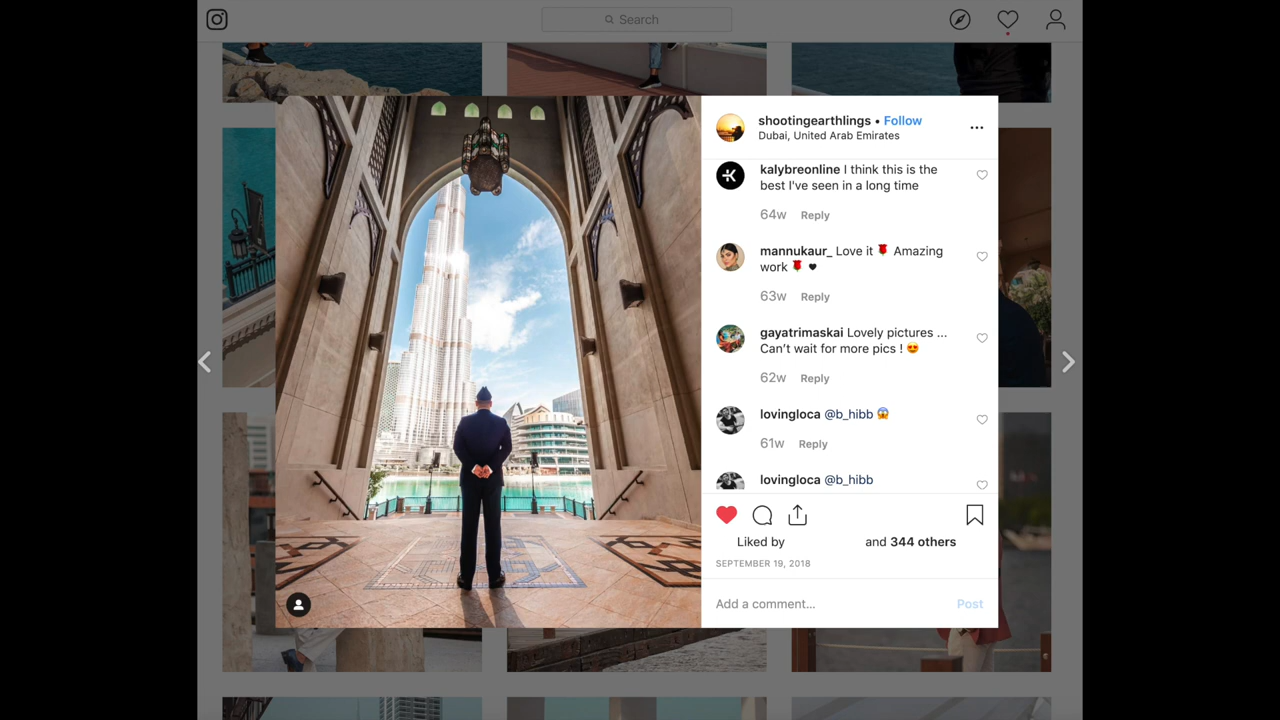 Search
shootingearthlings • Follow
Dubai, United Arab Emirates
kalybreonline I think this is the
best I've seen in a long time
64w Reply
mannukaur_ Love it 🌹 Amazing
work 🌹 🖤
63w Reply
gayatrimaskai Lovely pictures ...
Can't wait for more pics ! 😍
62w Reply
lovingloca @b_hibb 😱
61w Reply
lovingloca @b_hibb
Liked by and 344 others
SEPTEMBER 19, 2018
Add a comment... Post